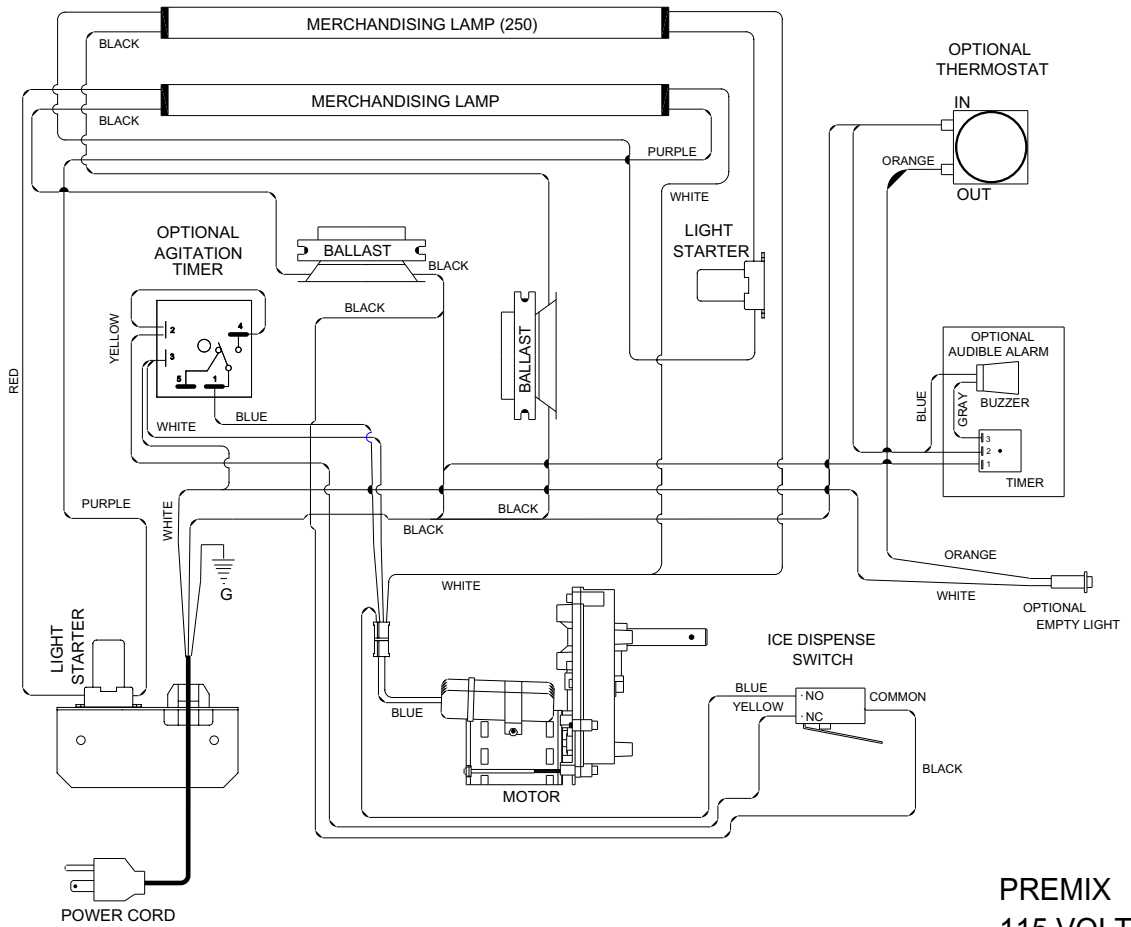 MERCHANDISING LAMP (250)
BLACK
MERCHANDISING LAMP
BLACK
PURPLE
WHITE
OPTIONAL
THERMOSTAT
IN
ORANGE
OUT
OPTIONAL
AGITATION
TIMER
BALLAST
BLACK
BLACK
LIGHT
STARTER
BALLAST
YELLOW
2
4
3
5
1
RED
BLUE
WHITE
OPTIONAL
AUDIBLE ALARM
BUZZER
BLUE
GRAY
3
2
1
TIMER
PURPLE
WHITE
BLACK
BLACK
G
WHITE
ORANGE
WHITE
OPTIONAL
EMPTY LIGHT
LIGHT
STARTER
BLUE
MOTOR
ICE DISPENSE
SWITCH
BLUE
YELLOW
NO
NC
COMMON
BLACK
POWER CORD
PREMIX
115 VOLT